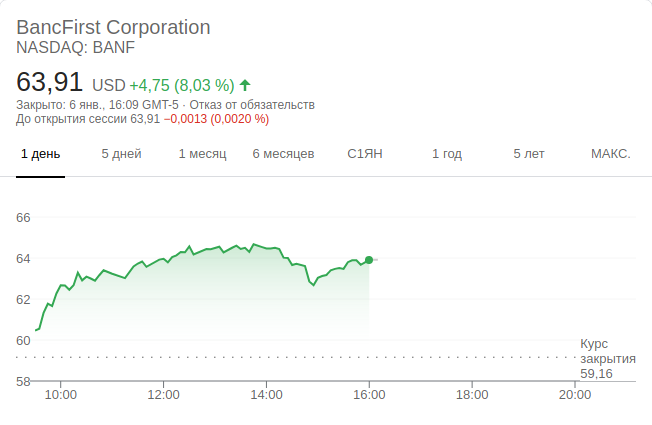 BancFirst Corporation
NASDAQ: BANF
63,91 USD +4,75 (8,03 %)
Закрыто: 6 янв., 16:09 GMT-5 · Отказ от обязательств
До открытия сессии 63,91 −0,0013 (0,0020 %)
1 день 5 дней 1 месяц 6 месяцев С1ЯН 1 год 5 лет МАКС.
66
64
62
60
Курс
закрытия
59,16
58
10:00 12:00 14:00 16:00 18:00 20:00